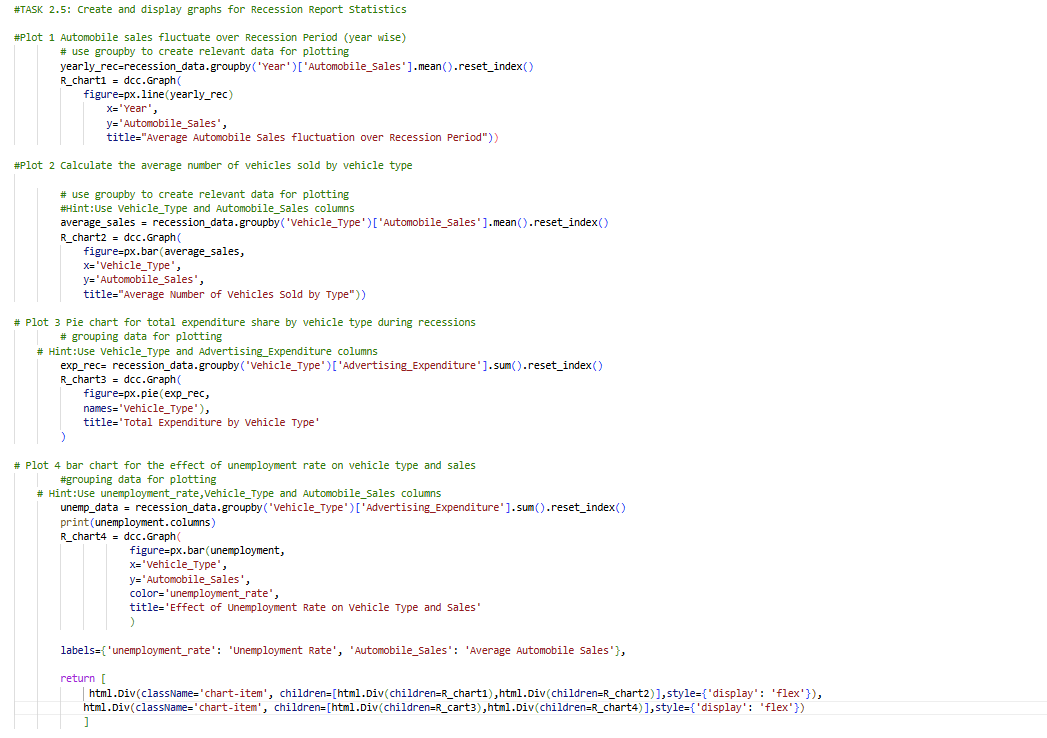 #TASK 2.5: Create and display graphs for Recession Report Statistics
#Plot 1 Automobile sales fluctuate over Recession Period (year wise)
# use groupby to create relevant data for plotting
yearly_rec=recession_data.groupby('Year')['Automobile_Sales'].mean().reset_index()
R_chart1 = dcc.Graph(
figure=px.line(yearly_rec)
x='Year',
y='Automobile_Sales',
title="Average Automobile Sales fluctuation over Recession Period"))
#Plot 2 Calculate the average number of vehicles sold by vehicle type
# use groupby to create relevant data for plotting
#Hint:Use Vehicle_Type and Automobile_Sales columns
average_sales = recession_data.groupby('Vehicle_Type')['Automobile_Sales'].mean().reset_index()
R_chart2 = dcc.Graph(
figure=px.bar(average_sales,
x='Vehicle_Type',
y='Automobile_Sales',
title="Average Number of Vehicles Sold by Type"))
# Plot 3 Pie chart for total expenditure share by vehicle type during recessions
# grouping data for plotting
# Hint:Use Vehicle_Type and Advertising_Expenditure columns
exp_rec= recession_data.groupby('Vehicle_Type')['Advertising_Expenditure'].sum().reset_index()
R_chart3 = dcc.Graph(
figure=px.pie(exp_rec,
names='Vehicle_Type'),
title='Total Expenditure by Vehicle Type'
)
# Plot 4 bar chart for the effect of unemployment rate on vehicle type and sales
#grouping data for plotting
# Hint:Use unemployment_rate,Vehicle_Type and Automobile_Sales columns
unemp_data = recession_data.groupby('Vehicle_Type')['Advertising_Expenditure'].sum().reset_index()
print(unemployment.columns)
R_chart4 = dcc.Graph(
figure=px.bar(unemployment,
x='Vehicle_Type',
y='Automobile_Sales',
color='unemployment_rate',
title='Effect of Unemployment Rate on Vehicle Type and Sales'
)
labels={'unemployment_rate': 'Unemployment Rate', 'Automobile_Sales': 'Average Automobile Sales'},
return [
html.Div(className='chart-item', children=[html.Div(children=R_chart1),html.Div(children=R_chart2)],style={'display': 'flex'}),
html.Div(className='chart-item', children=[html.Div(children=R_cart3),html.Div(children=R_chart4)],style={'display': 'flex'})
]